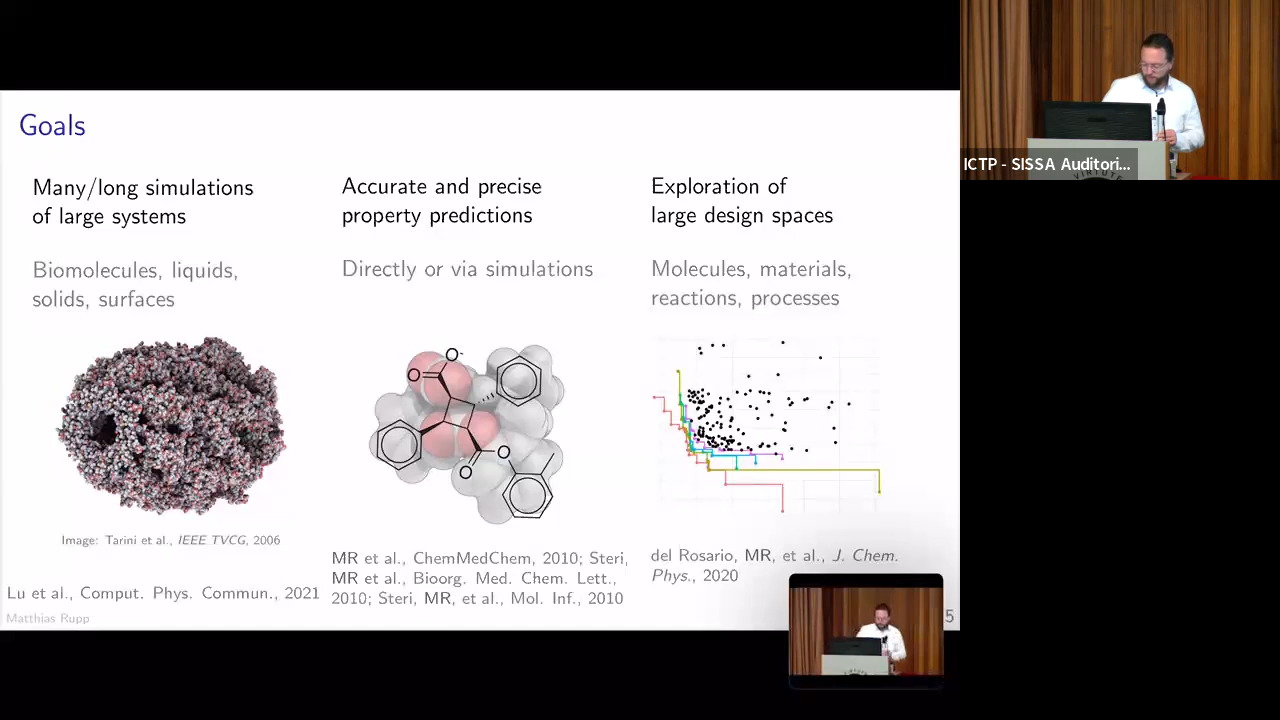 Goals
Many/long simulations
of large systems
Biomolecules, liquids,
solids, surfaces
Image: Tarini et al., IEEE TVCG, 2006
Lu et al., Comput. Phys. Commun., 2021
Accurate and precise
property predictions
Directly or via simulations
O-
O
O
O
MR et al., ChemMedChem, 2010; Steri,
MR et al., Bioorg. Med. Chem. Lett.,
2010; Steri, MR, et al., Mol. Inf., 2010
Exploration of
large design spaces
Molecules, materials,
reactions, processes
del Rosario, MR, et al., J. Chem.
Phys., 2020
Matthias Rupp
5
ICTP - SISSA Auditori...
VIRTUTE